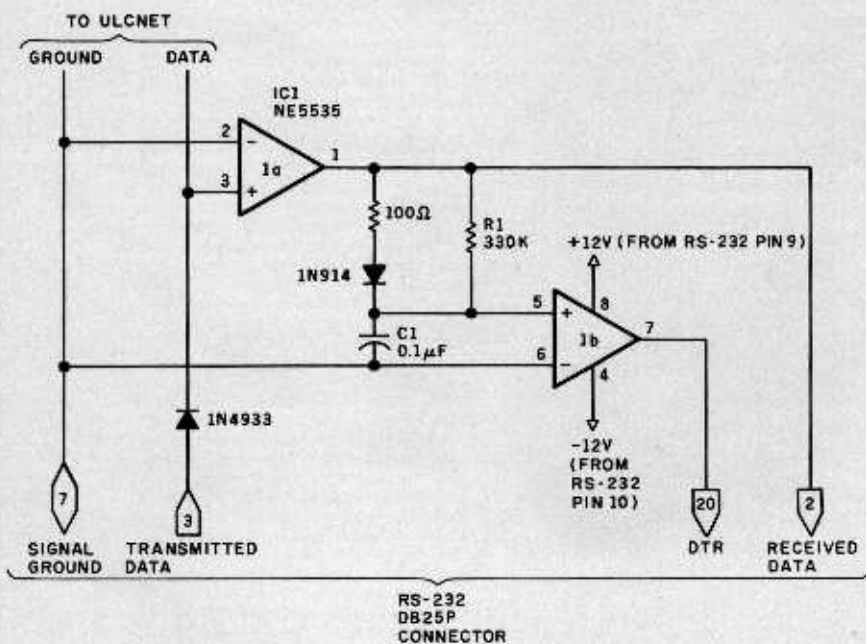 TO ULCNET
GROUND
DATA
IC1
NE5535
2
-
1a
1
3
+
100Ω
R1
330K
+12V (FROM RS-232 PIN 9)
1N914
5
+
8
1b
7
C1
0.1μF
6
-
4
1N4933
-12V
(FROM
RS-232
PIN 10)
7
3
20
2
SIGNAL
GROUND
TRANSMITTED
DATA
DTR
RECEIVED
DATA
RS-232
DB25P
CONNECTOR